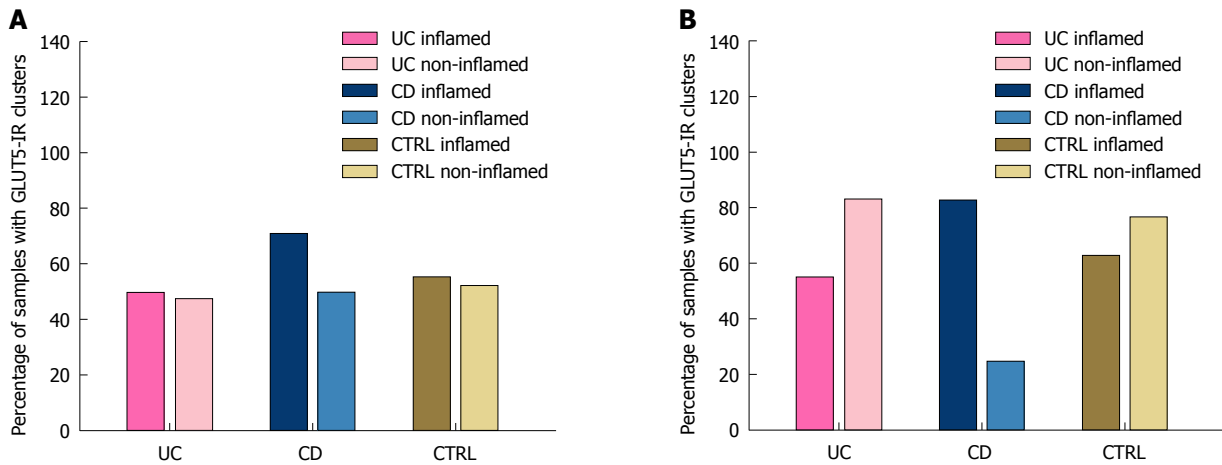 A
Percentage of samples with GLUT5-IR clusters
140
120
100
80
60
40
20
0
UC inflamed
UC non-inflamed
CD inflamed
CD non-inflamed
CTRL inflamed
CTRL non-inflamed
UC
CD
CTRL
B
Percentage of samples with GLUT5-IR clusters
140
120
100
80
60
40
20
0
UC inflamed
UC non-inflamed
CD inflamed
CD non-inflamed
CTRL inflamed
CTRL non-inflamed
UC
CD
CTRL